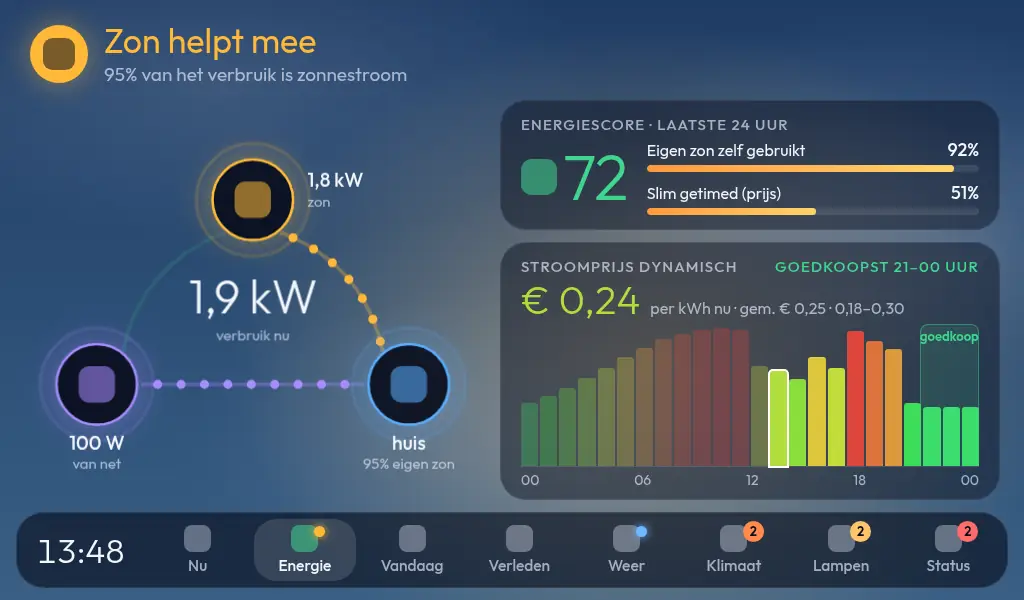 Zon helpt mee
95% van het verbruik is zonnestroom
1,8 kW
zon
1,9 kW
verbruik nu
100 W
van net
huis
95% eigen zon
ENERGIESCORE · LAATSTE 24 UUR
72
Eigen zon zelf gebruikt 92%
Slim getimed (prijs) 51%
STROOMPRIJS DYNAMISCH GOEDKOOPST 21–00 UUR
€ 0,24 per kWh nu · gem. € 0,25 · 0,18–0,30
goedkoop
00 06 12 18 00
13:48
Nu
Energie
Vandaag
Verleden
Weer
Klimaat 2
Lampen 2
Status 2